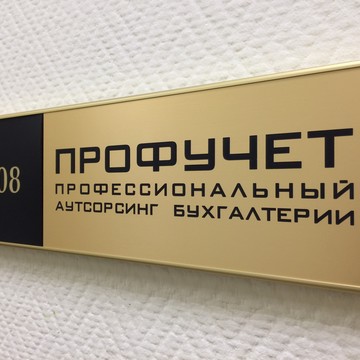 08
ПРОФУЧЕТ
ПРОФЕССИОНАЛЬНЫЙ
АУТСОРСИНГ БУХГАЛТЕРИИ